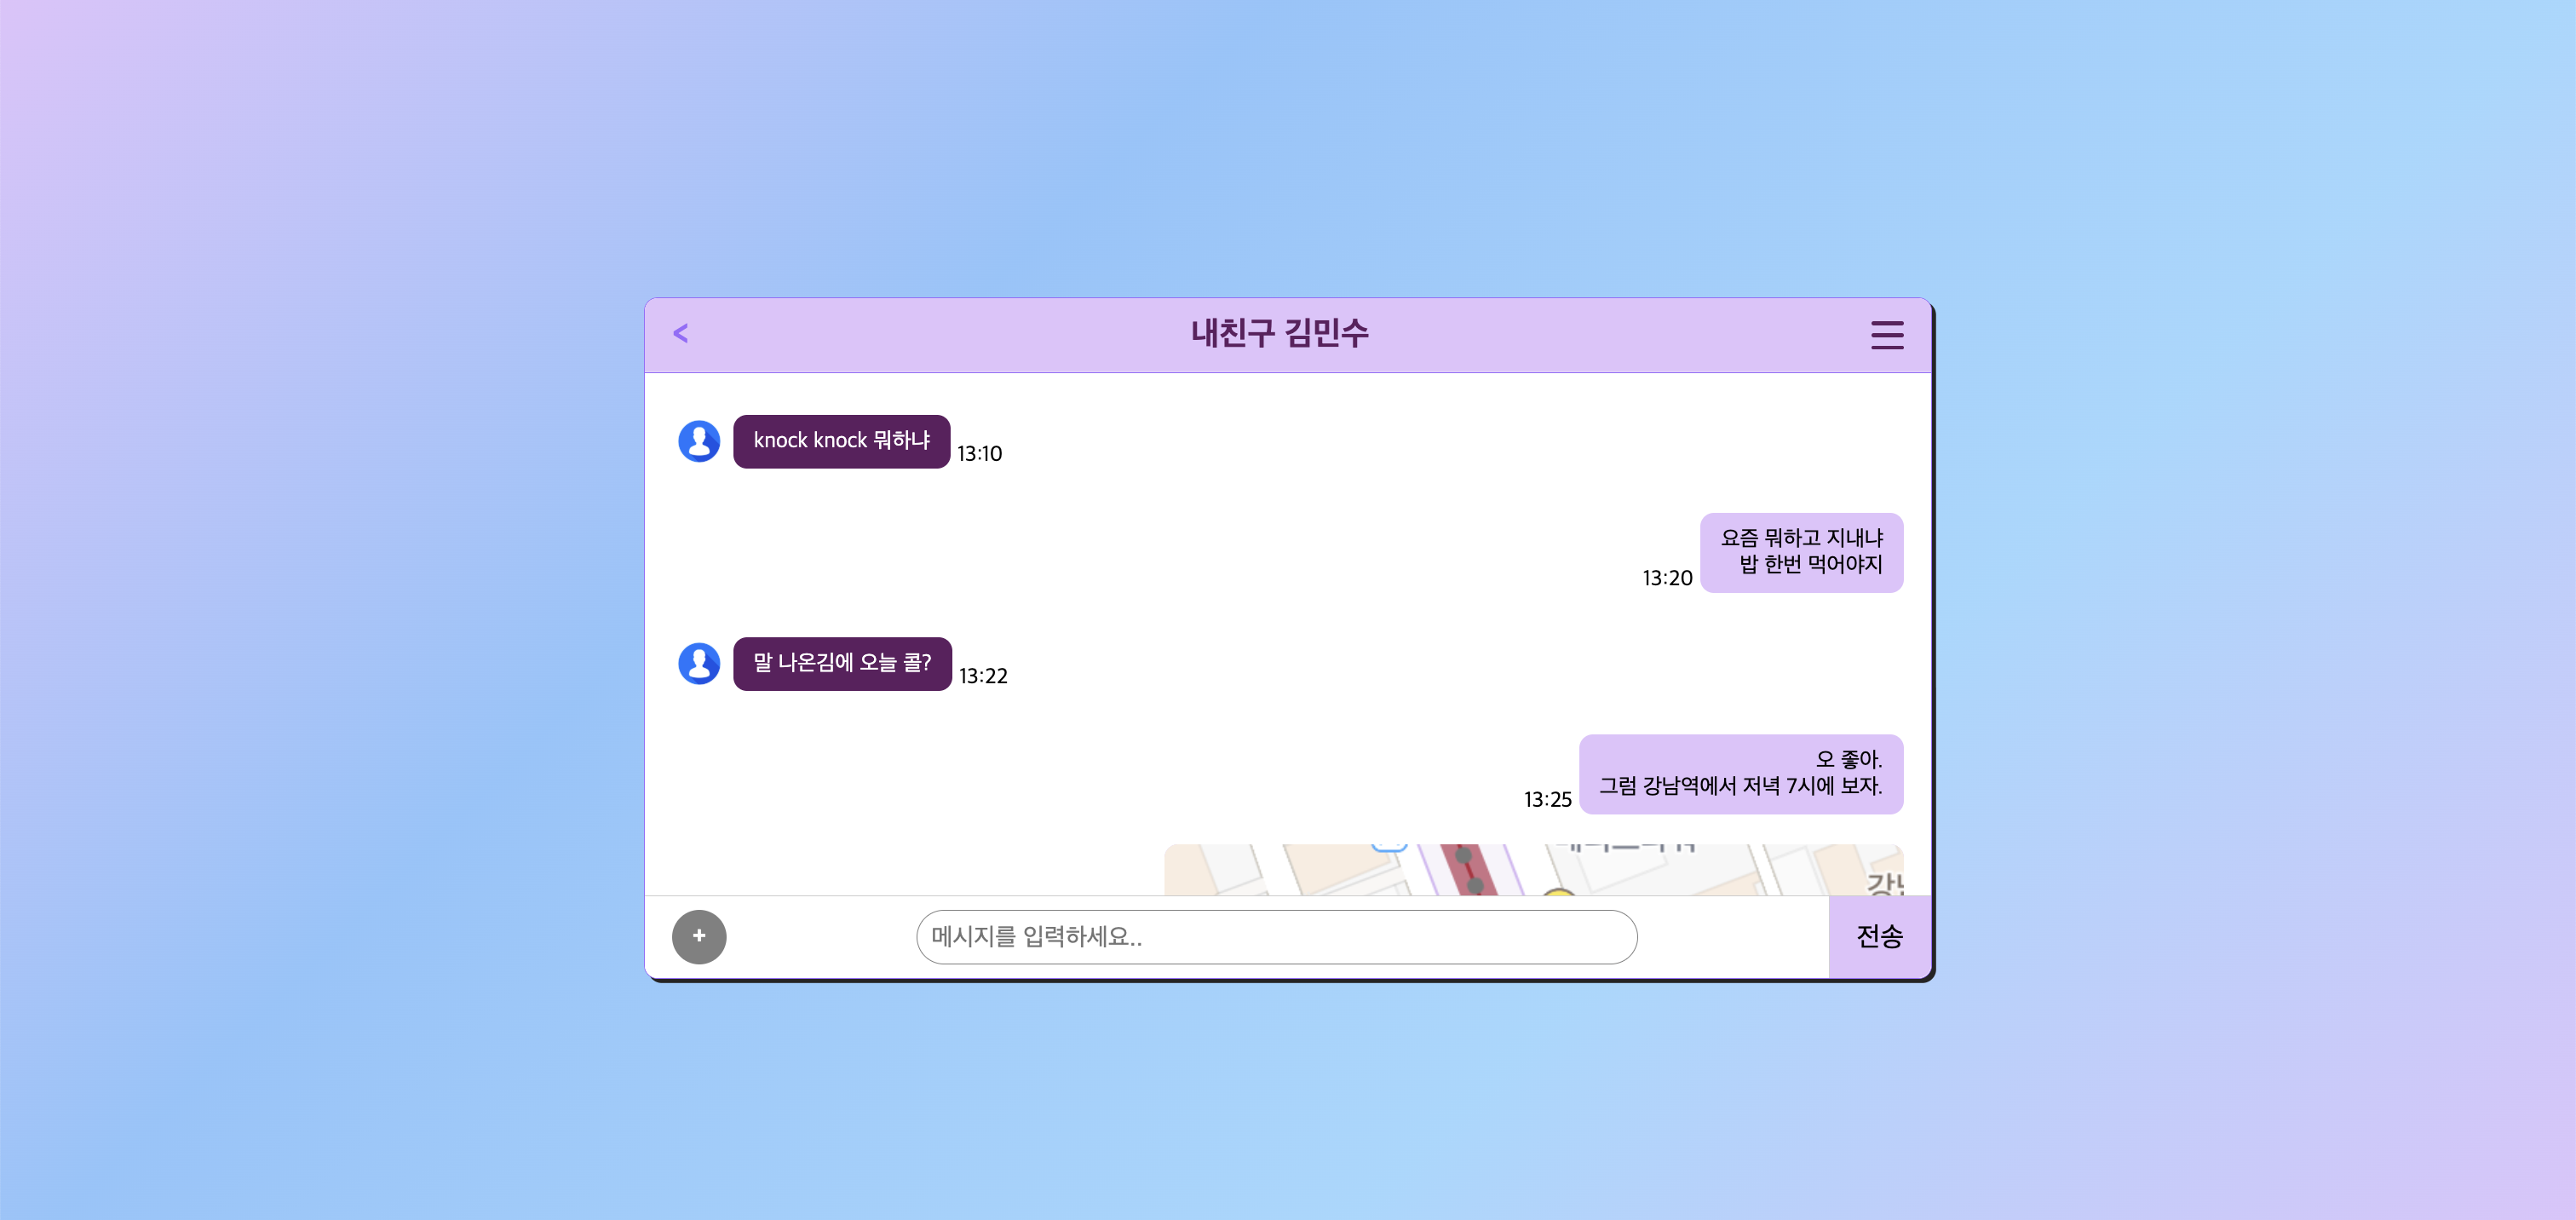 <
내친구 김민수
knock knock 뭐하냐
13:10
요즘 뭐하고 지내냐
밥 한번 먹어야지
13:20
말 나온김에 오늘 콜?
13:22
오 좋아.
그럼 강남역에서 저녁 7시에 보자.
13:25
+
메시지를 입력하세요..
전송